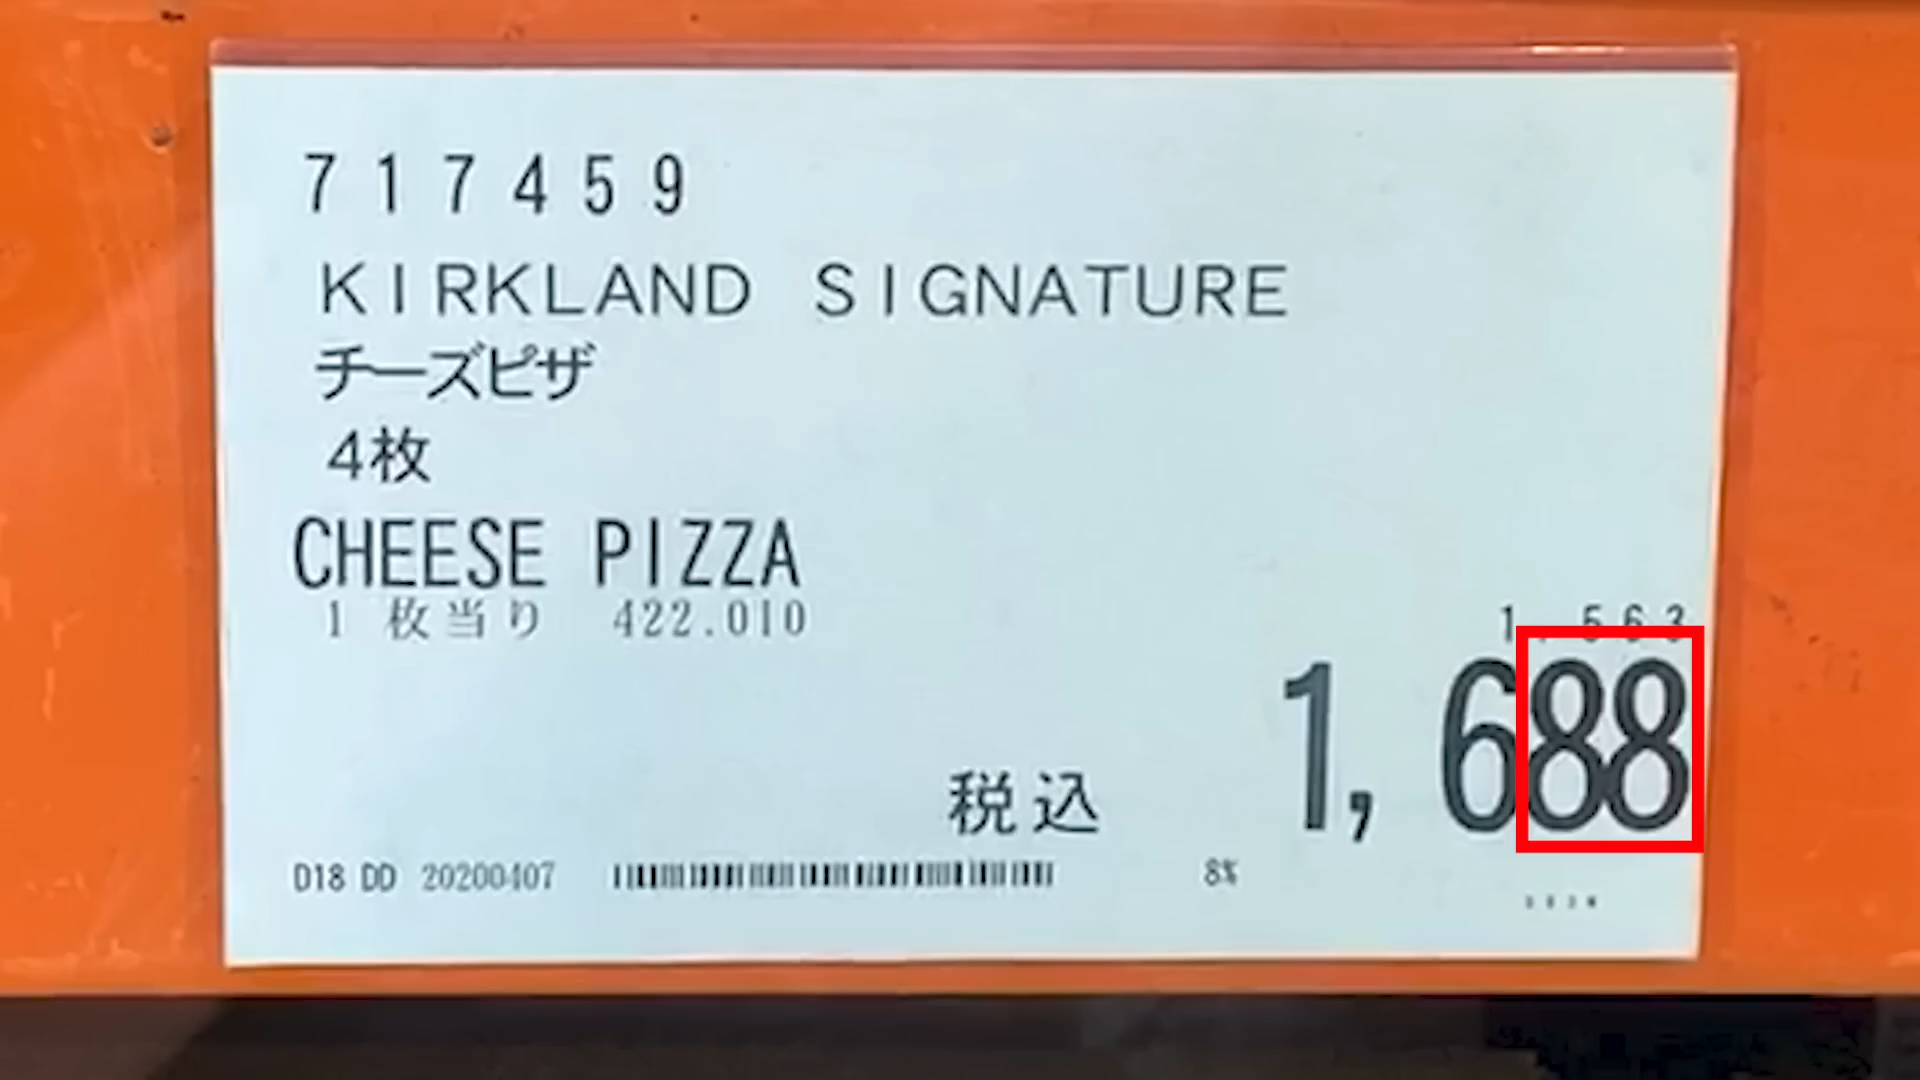 717459
KIRKLAND SIGNATURE
チーズピザ
4枚
CHEESE PIZZA
1 枚当り 422.010
1,563
税込 1,688
D18 DD 20200407 8%